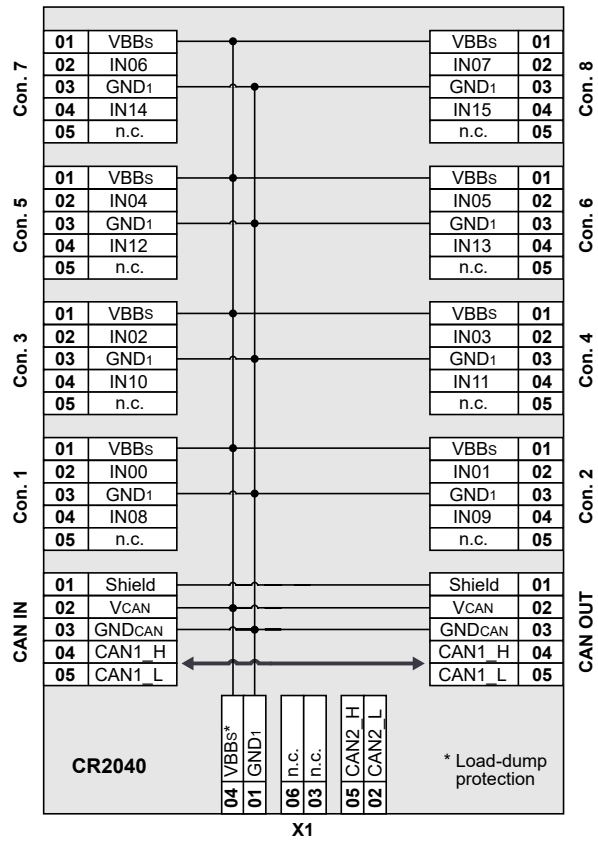 Con. 7
01 VBBS VBBS 01
02 IN06 IN07 02
03 GND1 GND1 03
04 IN14 IN15 04
05 n.c. n.c. 05
Con. 8
Con. 5
01 VBBS VBBS 01
02 IN04 IN05 02
03 GND1 GND1 03
04 IN12 IN13 04
05 n.c. n.c. 05
Con. 6
Con. 3
01 VBBS VBBS 01
02 IN02 IN03 02
03 GND1 GND1 03
04 IN10 IN11 04
05 n.c. n.c. 05
Con. 4
Con. 1
01 VBBS VBBS 01
02 IN00 IN01 02
03 GND1 GND1 03
04 IN08 IN09 04
05 n.c. n.c. 05
Con. 2
CAN IN
01 Shield Shield 01
02 VCAN VCAN 02
03 GNDCAN GNDCAN 03
04 CAN1_H CAN1_H 04
05 CAN1_L CAN1_L 05
CAN OUT
CR2040
04 VBBS*
01 GND1
06 n.c.
03 n.c.
05 CAN2_H
02 CAN2_L
* Load-dump
protection
X1